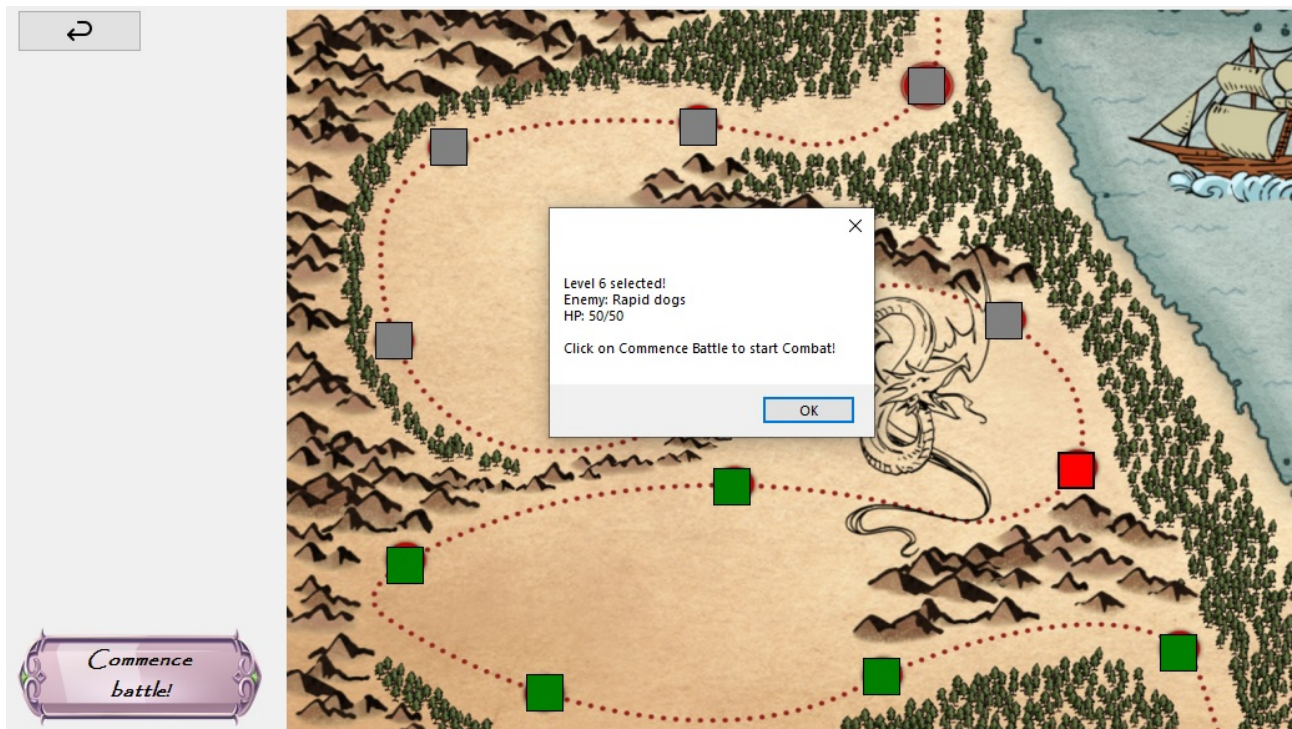 Level 6 selected!
Enemy: Rapid dogs
HP: 50/50
Click on Commence Battle to start Combat!
OK
Commence
battle!